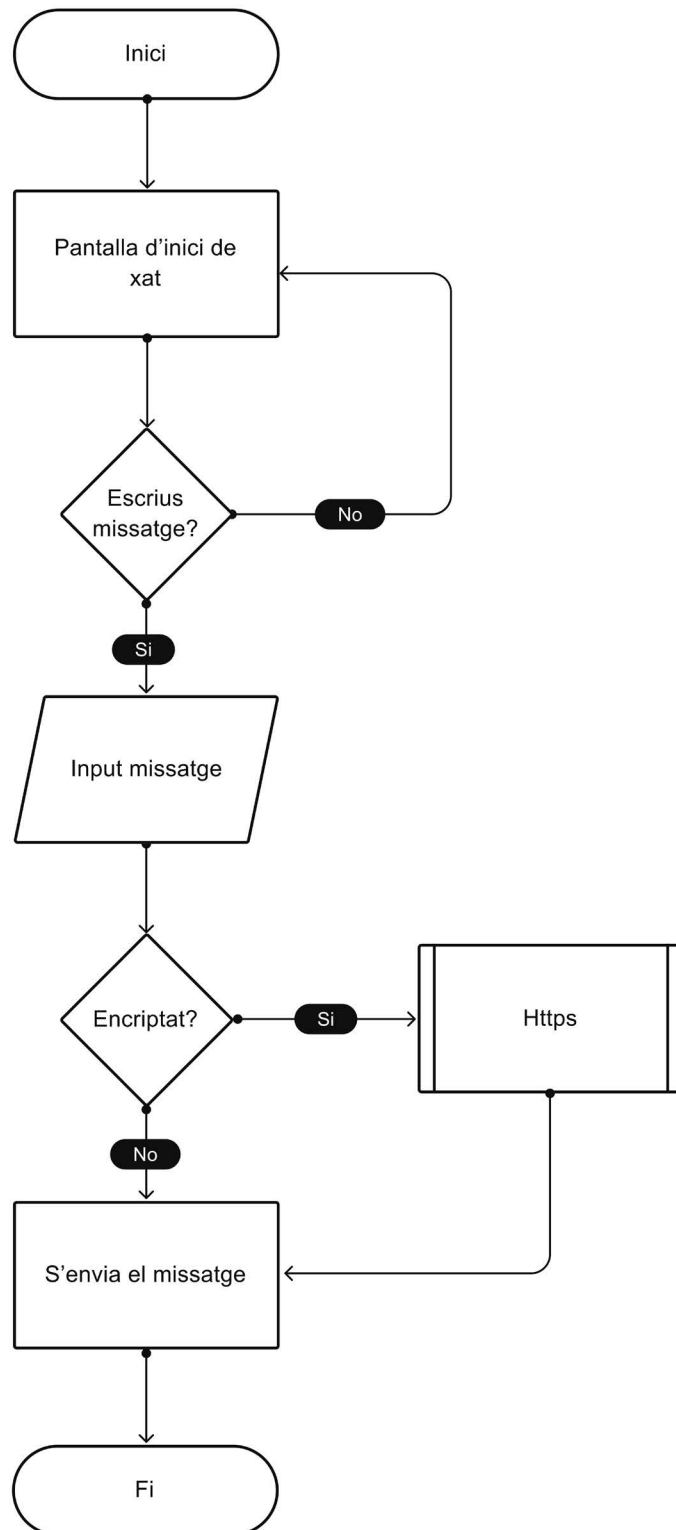 Inici
Pantalla d’inici de
xat
Escrius
missatge?
No
Si
Input missatge
Encriptat?
Si
Https
No
S’envia el missatge
Fi